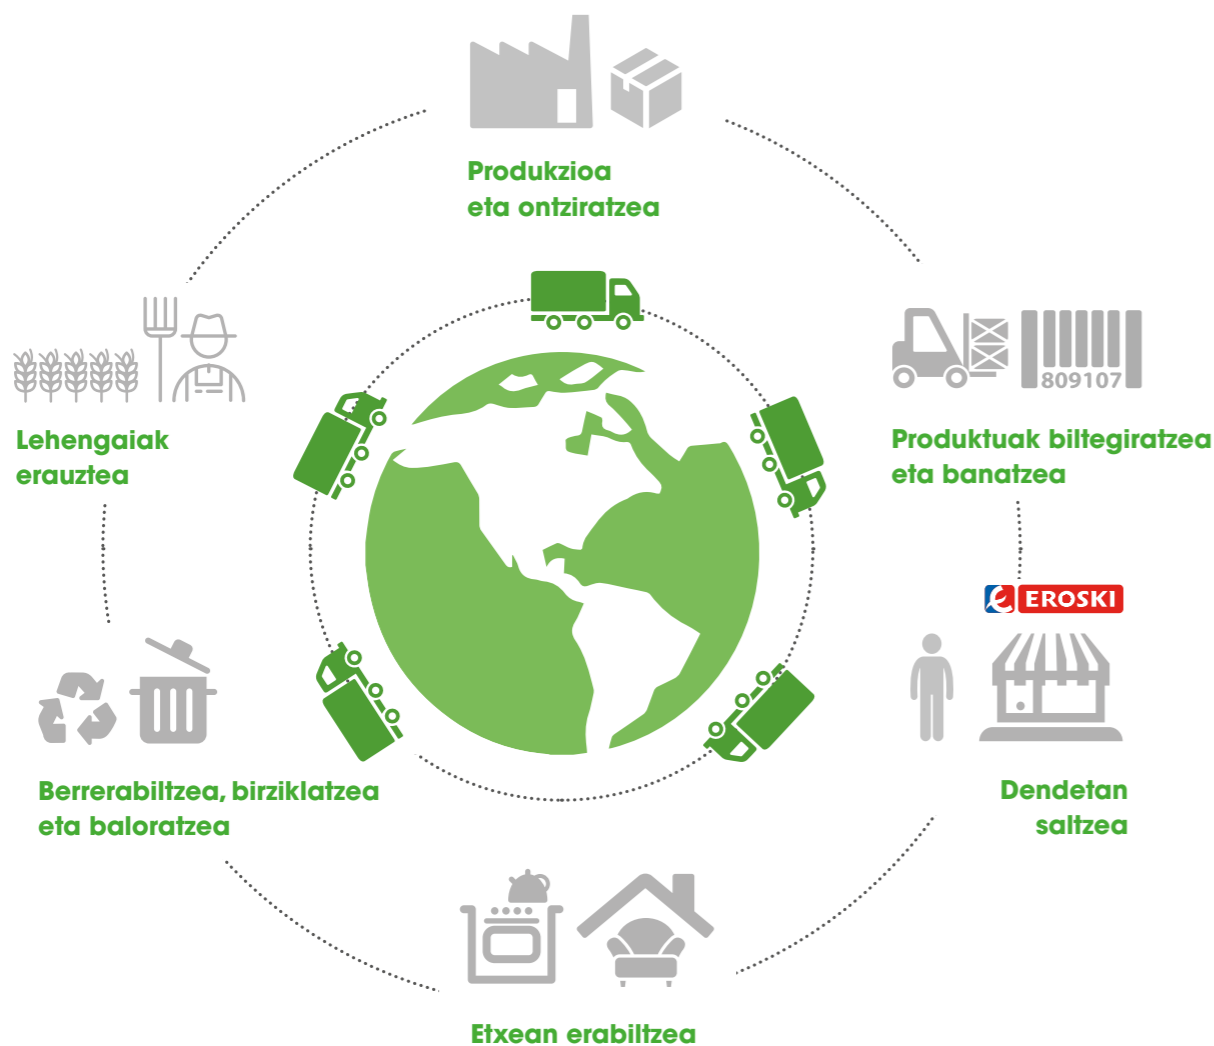 Produkzioa
eta ontziratzea
809107
Lehengaiak
erauztea
Produktuak biltegiratzea
eta banatzea
EROSKI
Berrerabiltzea, birziklatzea
eta baloratzea
Dendetan
saltzea
Etxean erabiltzea